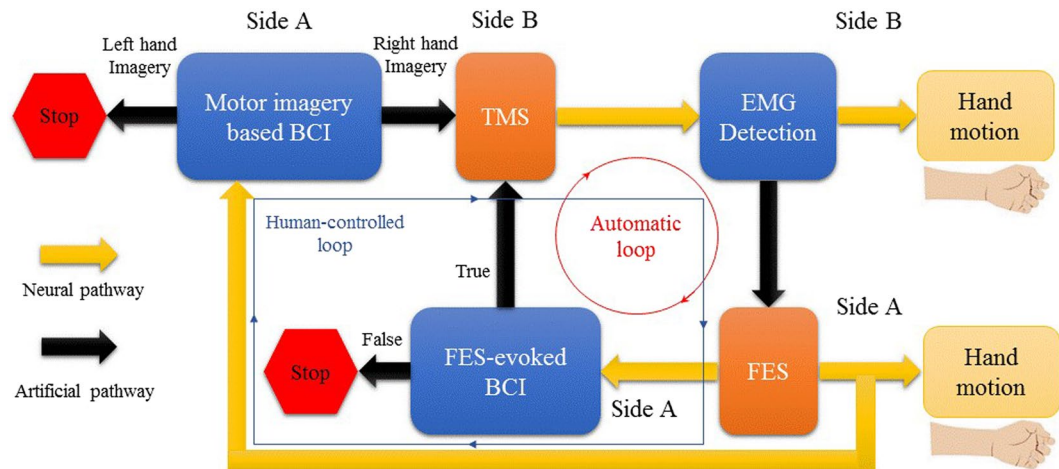 Side A
Side B
Side B
Left hand
Imagery
Right hand
Imagery
Stop
Motor imagery
based BCI
TMS
EMG
Detection
Hand
motion
Human-controlled
loop
Automatic
loop
Neural pathway
True
Side A
False
Artificial pathway
Stop
FES-evoked
BCI
Side A
FES
Hand
motion